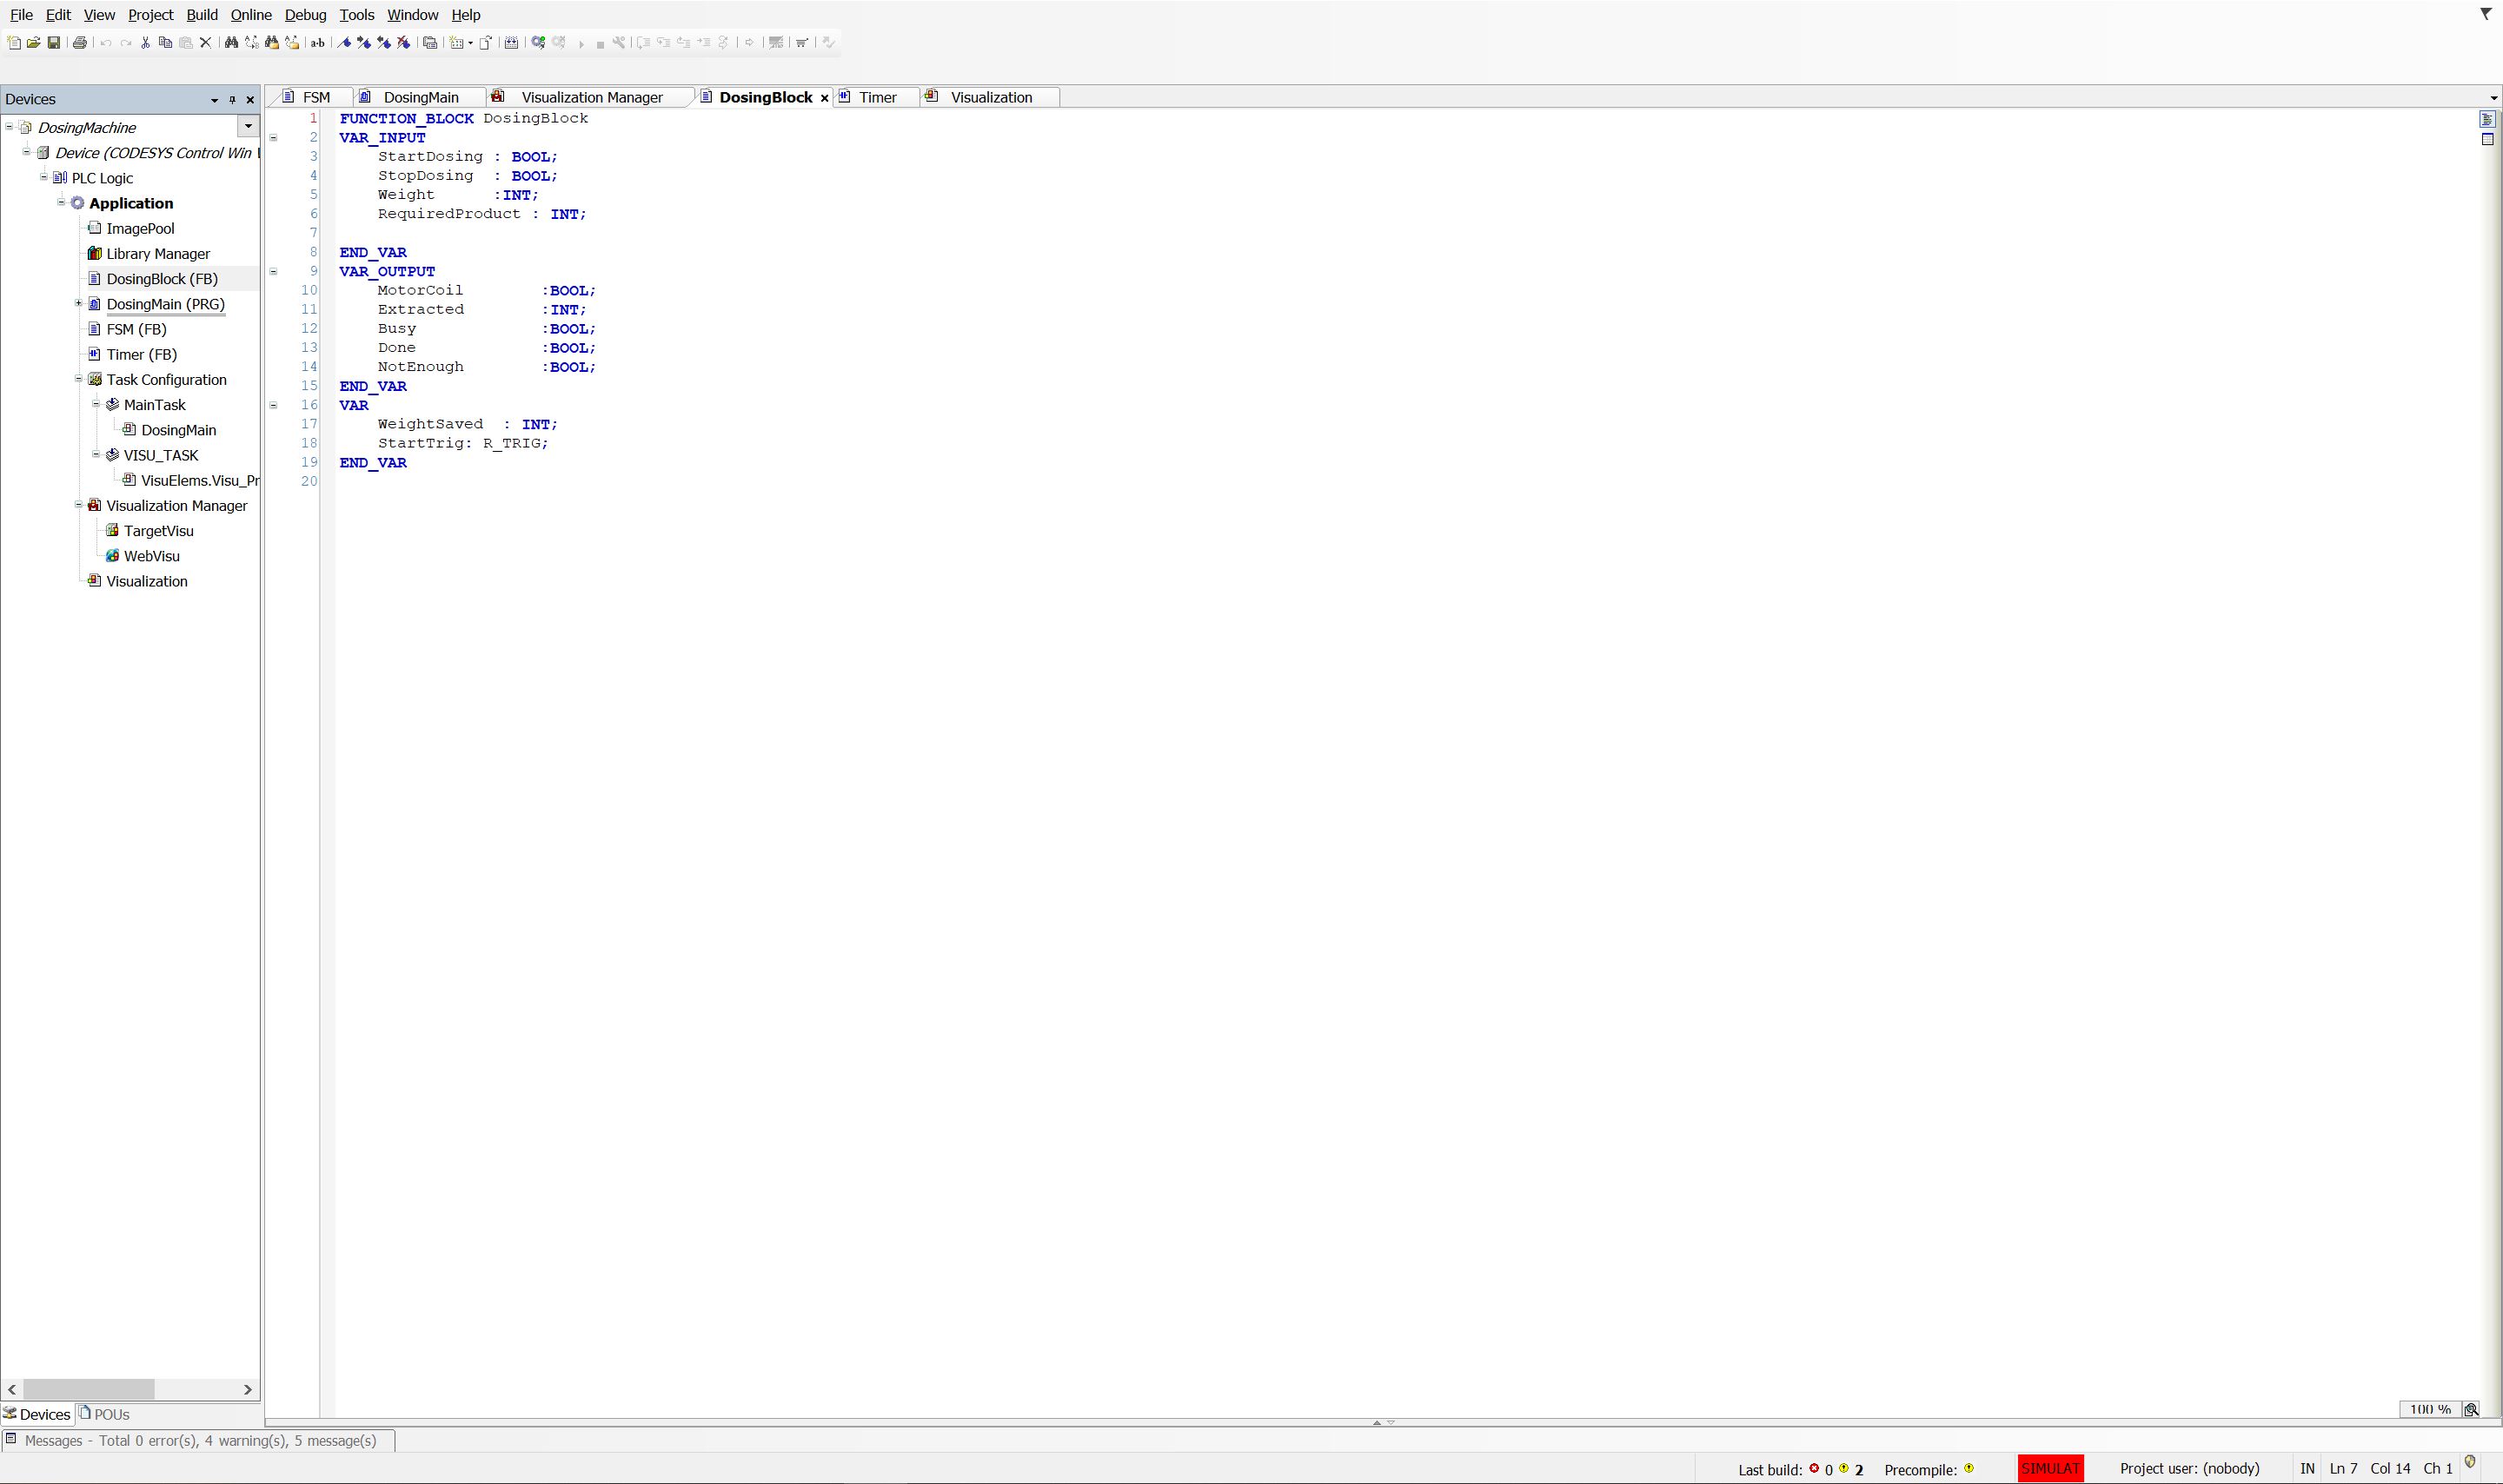 File Edit View Project Build Online Debug Tools Window Help
Devices
DosingMachine
Device (CODESYS Control Win
PLC Logic
Application
ImagePool
Library Manager
DosingBlock (FB)
DosingMain (PRG)
FSM (FB)
Timer (FB)
Task Configuration
MainTask
DosingMain
VISU_TASK
VisuElems.Visu_Pr
Visualization Manager
TargetVisu
WebVisu
Visualization
Devices POUs
FSM DosingMain Visualization Manager DosingBlock Timer Visualization
1 FUNCTION_BLOCK DosingBlock
2 VAR_INPUT
3 StartDosing : BOOL;
4 StopDosing : BOOL;
5 Weight :INT;
6 RequiredProduct : INT;
7
8 END_VAR
9 VAR_OUTPUT
10 MotorCoil :BOOL;
11 Extracted :INT;
12 Busy :BOOL;
13 Done :BOOL;
14 NotEnough :BOOL;
15 END_VAR
16 VAR
17 WeightSaved : INT;
18 StartTrig: R_TRIG;
19 END_VAR
20
100 %
Messages - Total 0 error(s), 4 warning(s), 5 message(s)
Last build: 0 2 Precompile: SIMULAT Project user: (nobody) IN Ln 7 Col 14 Ch 1